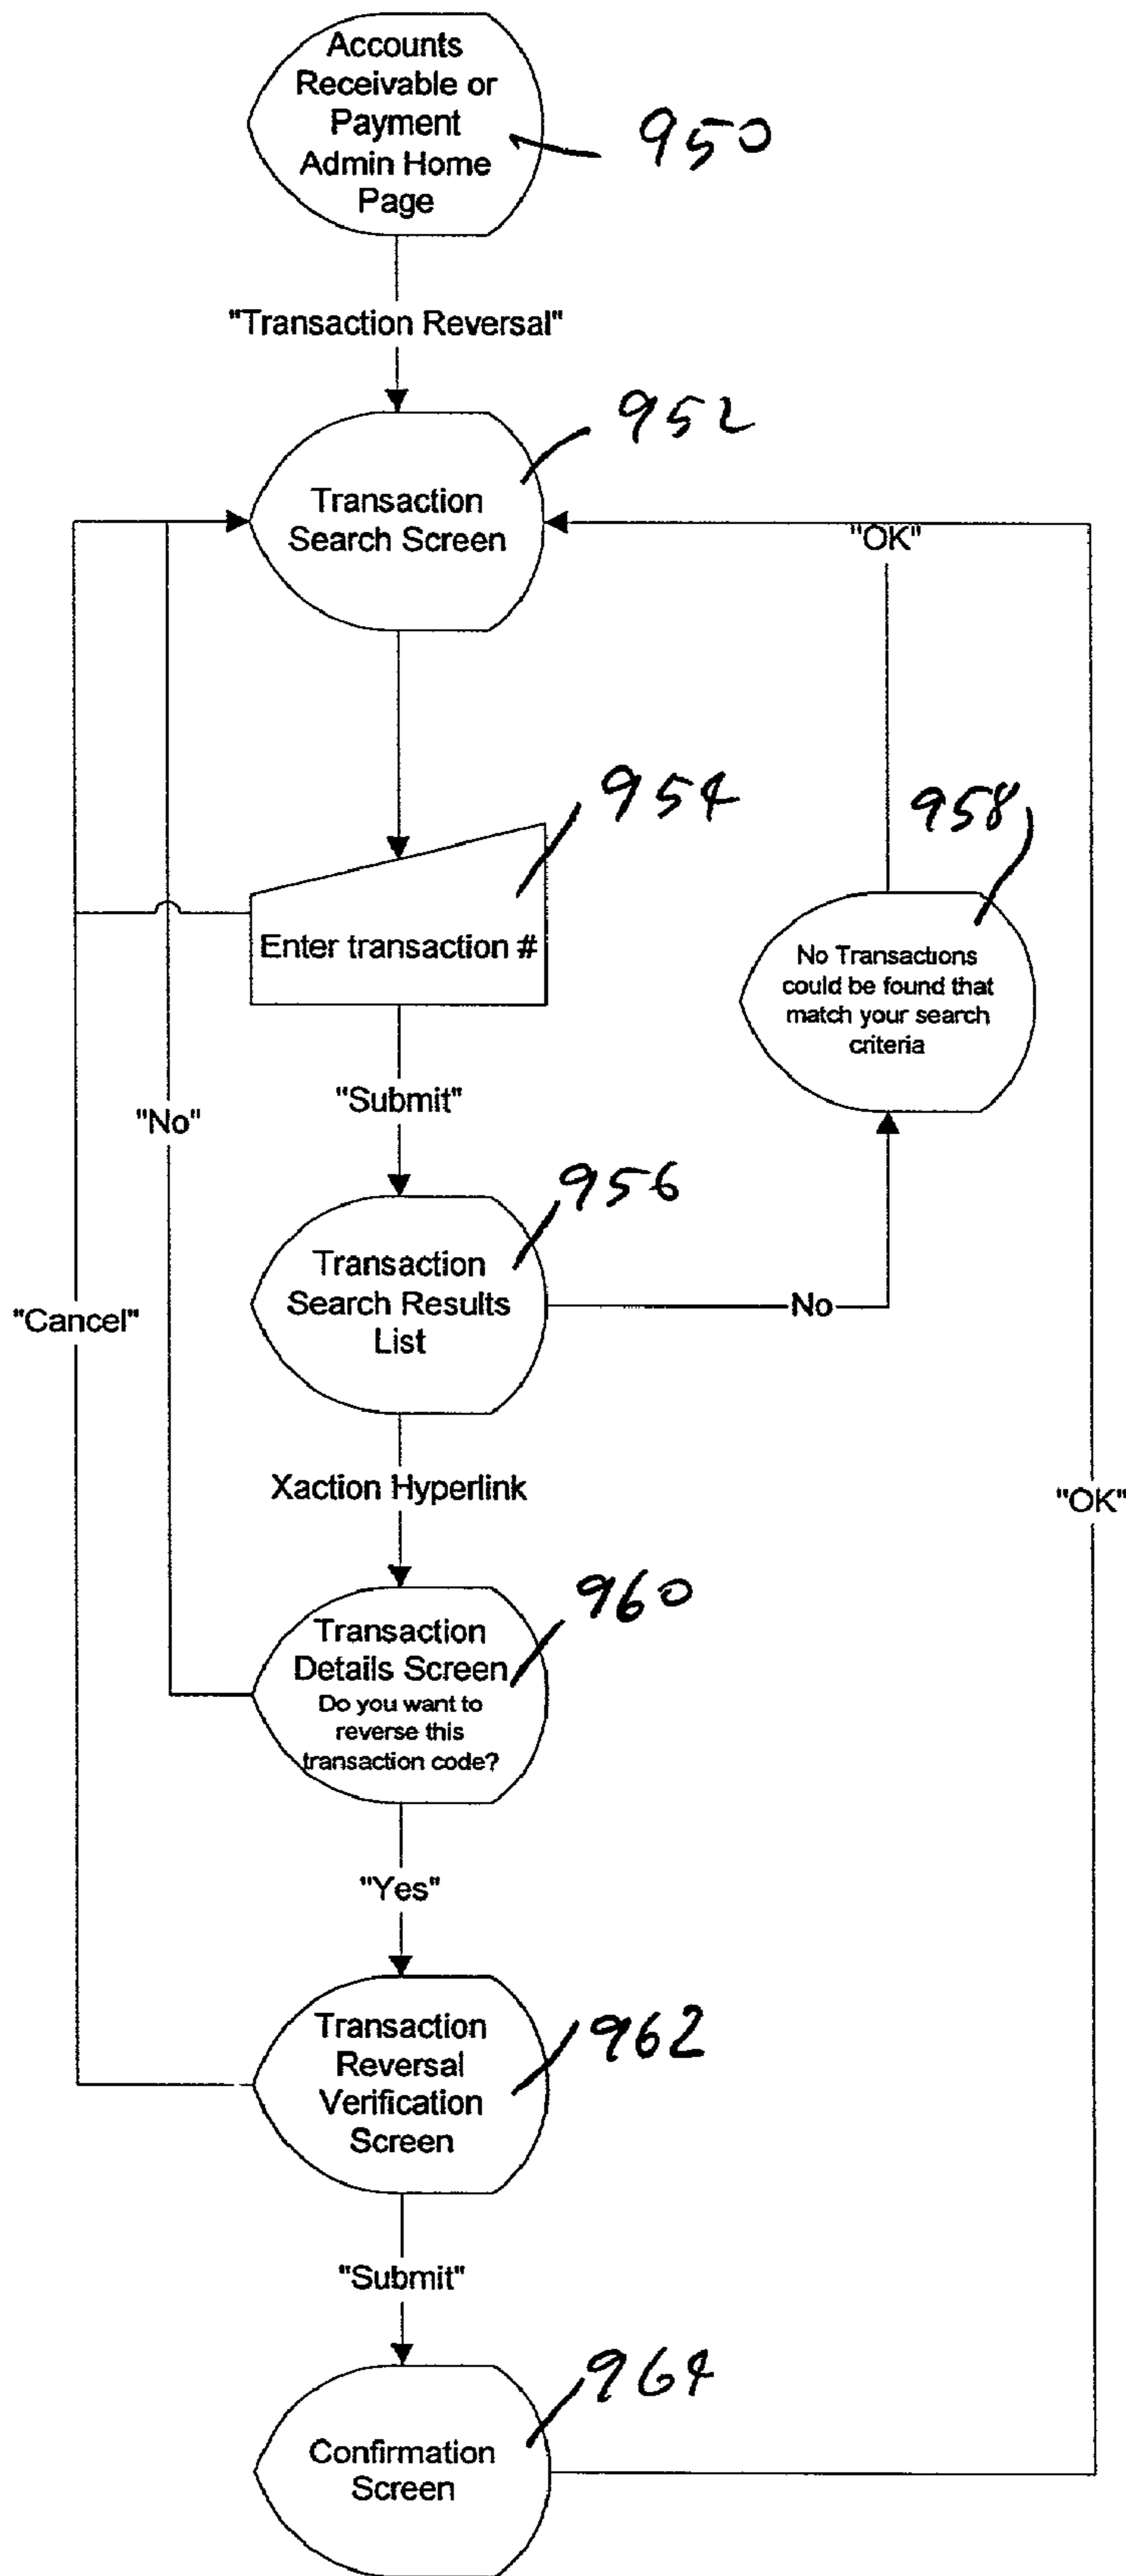 Accounts
Receivable or
Payment
Admin Home
Page
950
"Transaction Reversal"
952
Transaction
Search Screen
"OK"
954
Enter transaction #
958
No Transactions
could be found that
match your search
criteria
"Submit"
"No"
956
Transaction
Search Results
List
No
"Cancel"
Xaction Hyperlink
"OK"
960
Transaction
Details Screen
Do you want to
reverse this
transaction code?
"Yes"
962
Transaction
Reversal
Verification
Screen
"Submit"
964
Confirmation
Screen